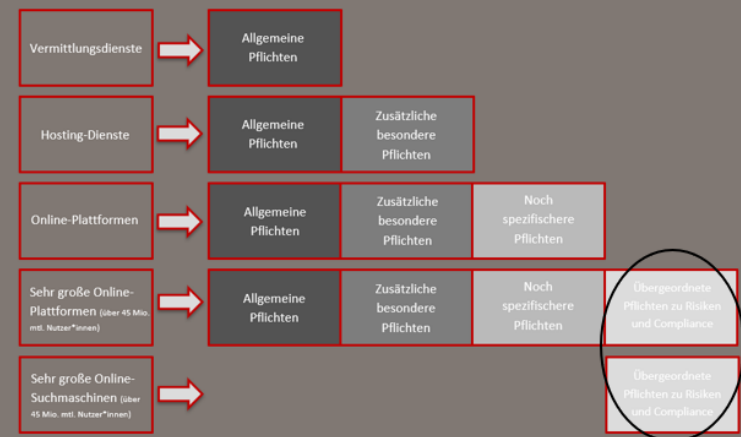 Vermittlungsdienste
Allgemeine
Pflichten
Hosting-Dienste
Allgemeine
Pflichten
Zusätzliche
besondere
Pflichten
Online-Plattformen
Allgemeine
Pflichten
Zusätzliche
besondere
Pflichten
Noch
spezifischere
Pflichten
Sehr große Online-
Plattformen (über 45 Mio.
mtl. Nutzer*innen)
Allgemeine
Pflichten
Zusätzliche
besondere
Pflichten
Noch
spezifischere
Pflichten
Übergeordnete
Pflichten zu Risiken
und Compliance
Sehr große Online-
Suchmaschinen (über
45 Mio. mtl. Nutzer*innen)
Übergeordnete
Pflichten zu Risiken
und Compliance